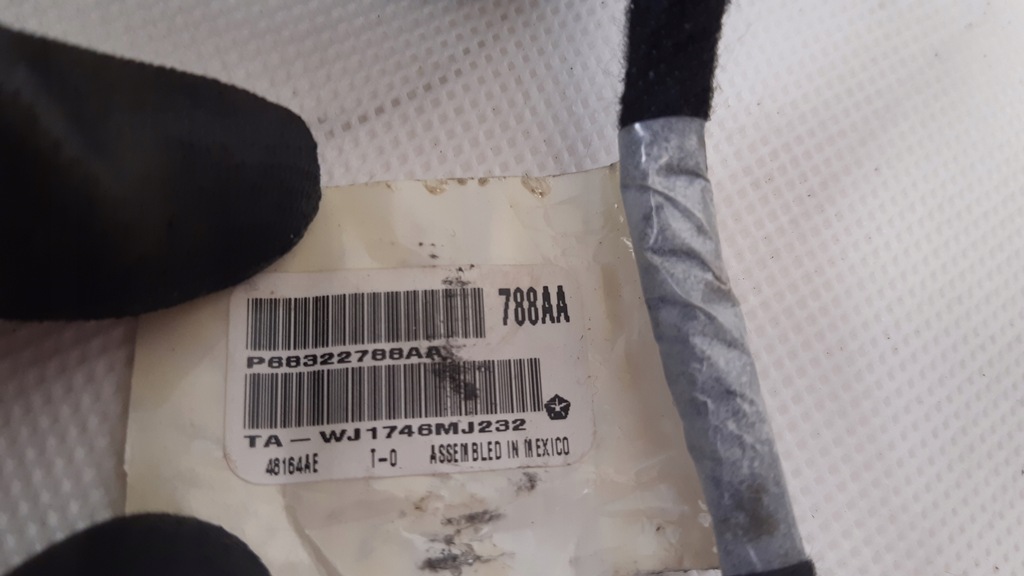 788AA
P68322788AA
TA-WJ1746MJ232
48164AE T-0 ASSEMBLED IN MEXICO